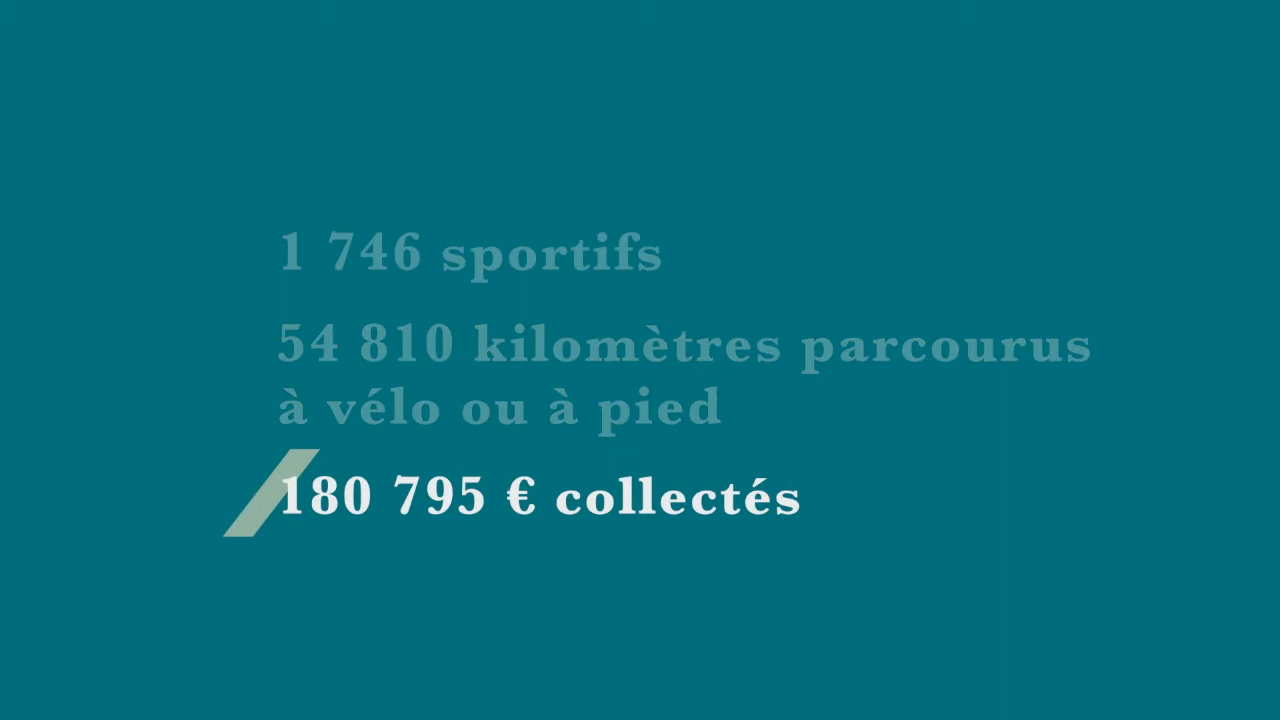 1 746 sportifs
54 810 kilomètres parcourus
à vélo ou à pied
180 795 € collectés